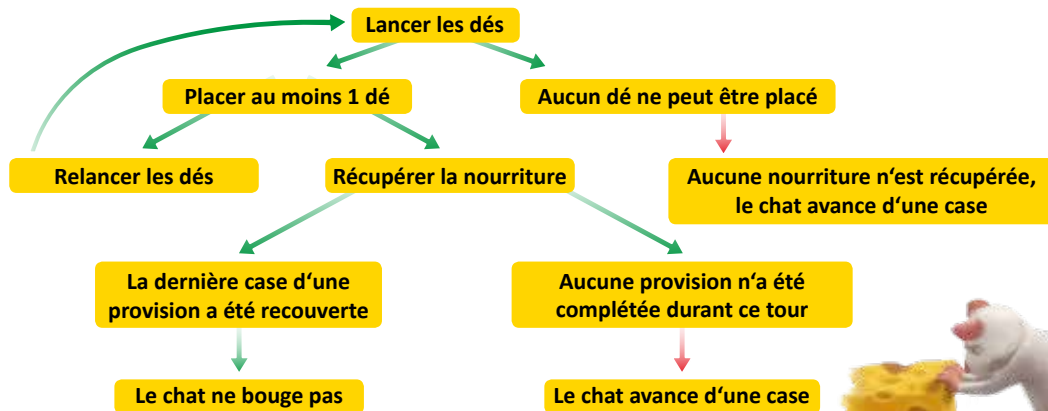 Lancer les dés
Placer au moins 1 dé
Aucun dé ne peut être placé
Relancer les dés
Récupérer la nourriture
Aucune nourriture n‘est récupérée,
le chat avance d‘une case
La dernière case d‘une
provision a été recouverte
Aucune provision n‘a été
complétée durant ce tour
Le chat ne bouge pas
Le chat avance d‘une case